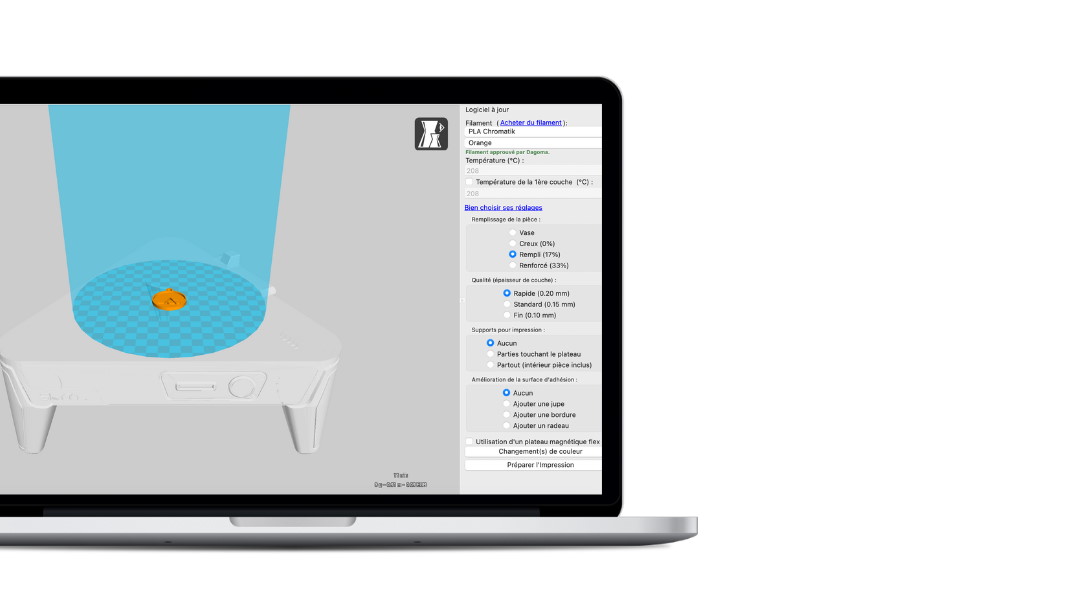 Logiciel à jour
Filament ( Acheter du filament ):
PLA Chromatik
Orange
Filament approuvé par Dagoma.
Température (°C) :
208
Température de la 1ère couche (°C) :
208
Bien choisir ses réglages
Remplissage de la pièce :
Vase
Creux (0%)
Rempli (17%)
Renforcé (33%)
Qualité (épaisseur de couche) :
Rapide (0.20 mm)
Standard (0.15 mm)
Fin (0.10 mm)
Supports pour impression :
Aucun
Parties touchant le plateau
Partout (intérieur pièce inclus)
Amélioration de la surface d'adhésion :
Aucun
Ajouter une jupe
Ajouter une bordure
Ajouter un radeau
Utilisation d'un plateau magnétique flex
Changement(s) de couleur
Préparer l'Impression